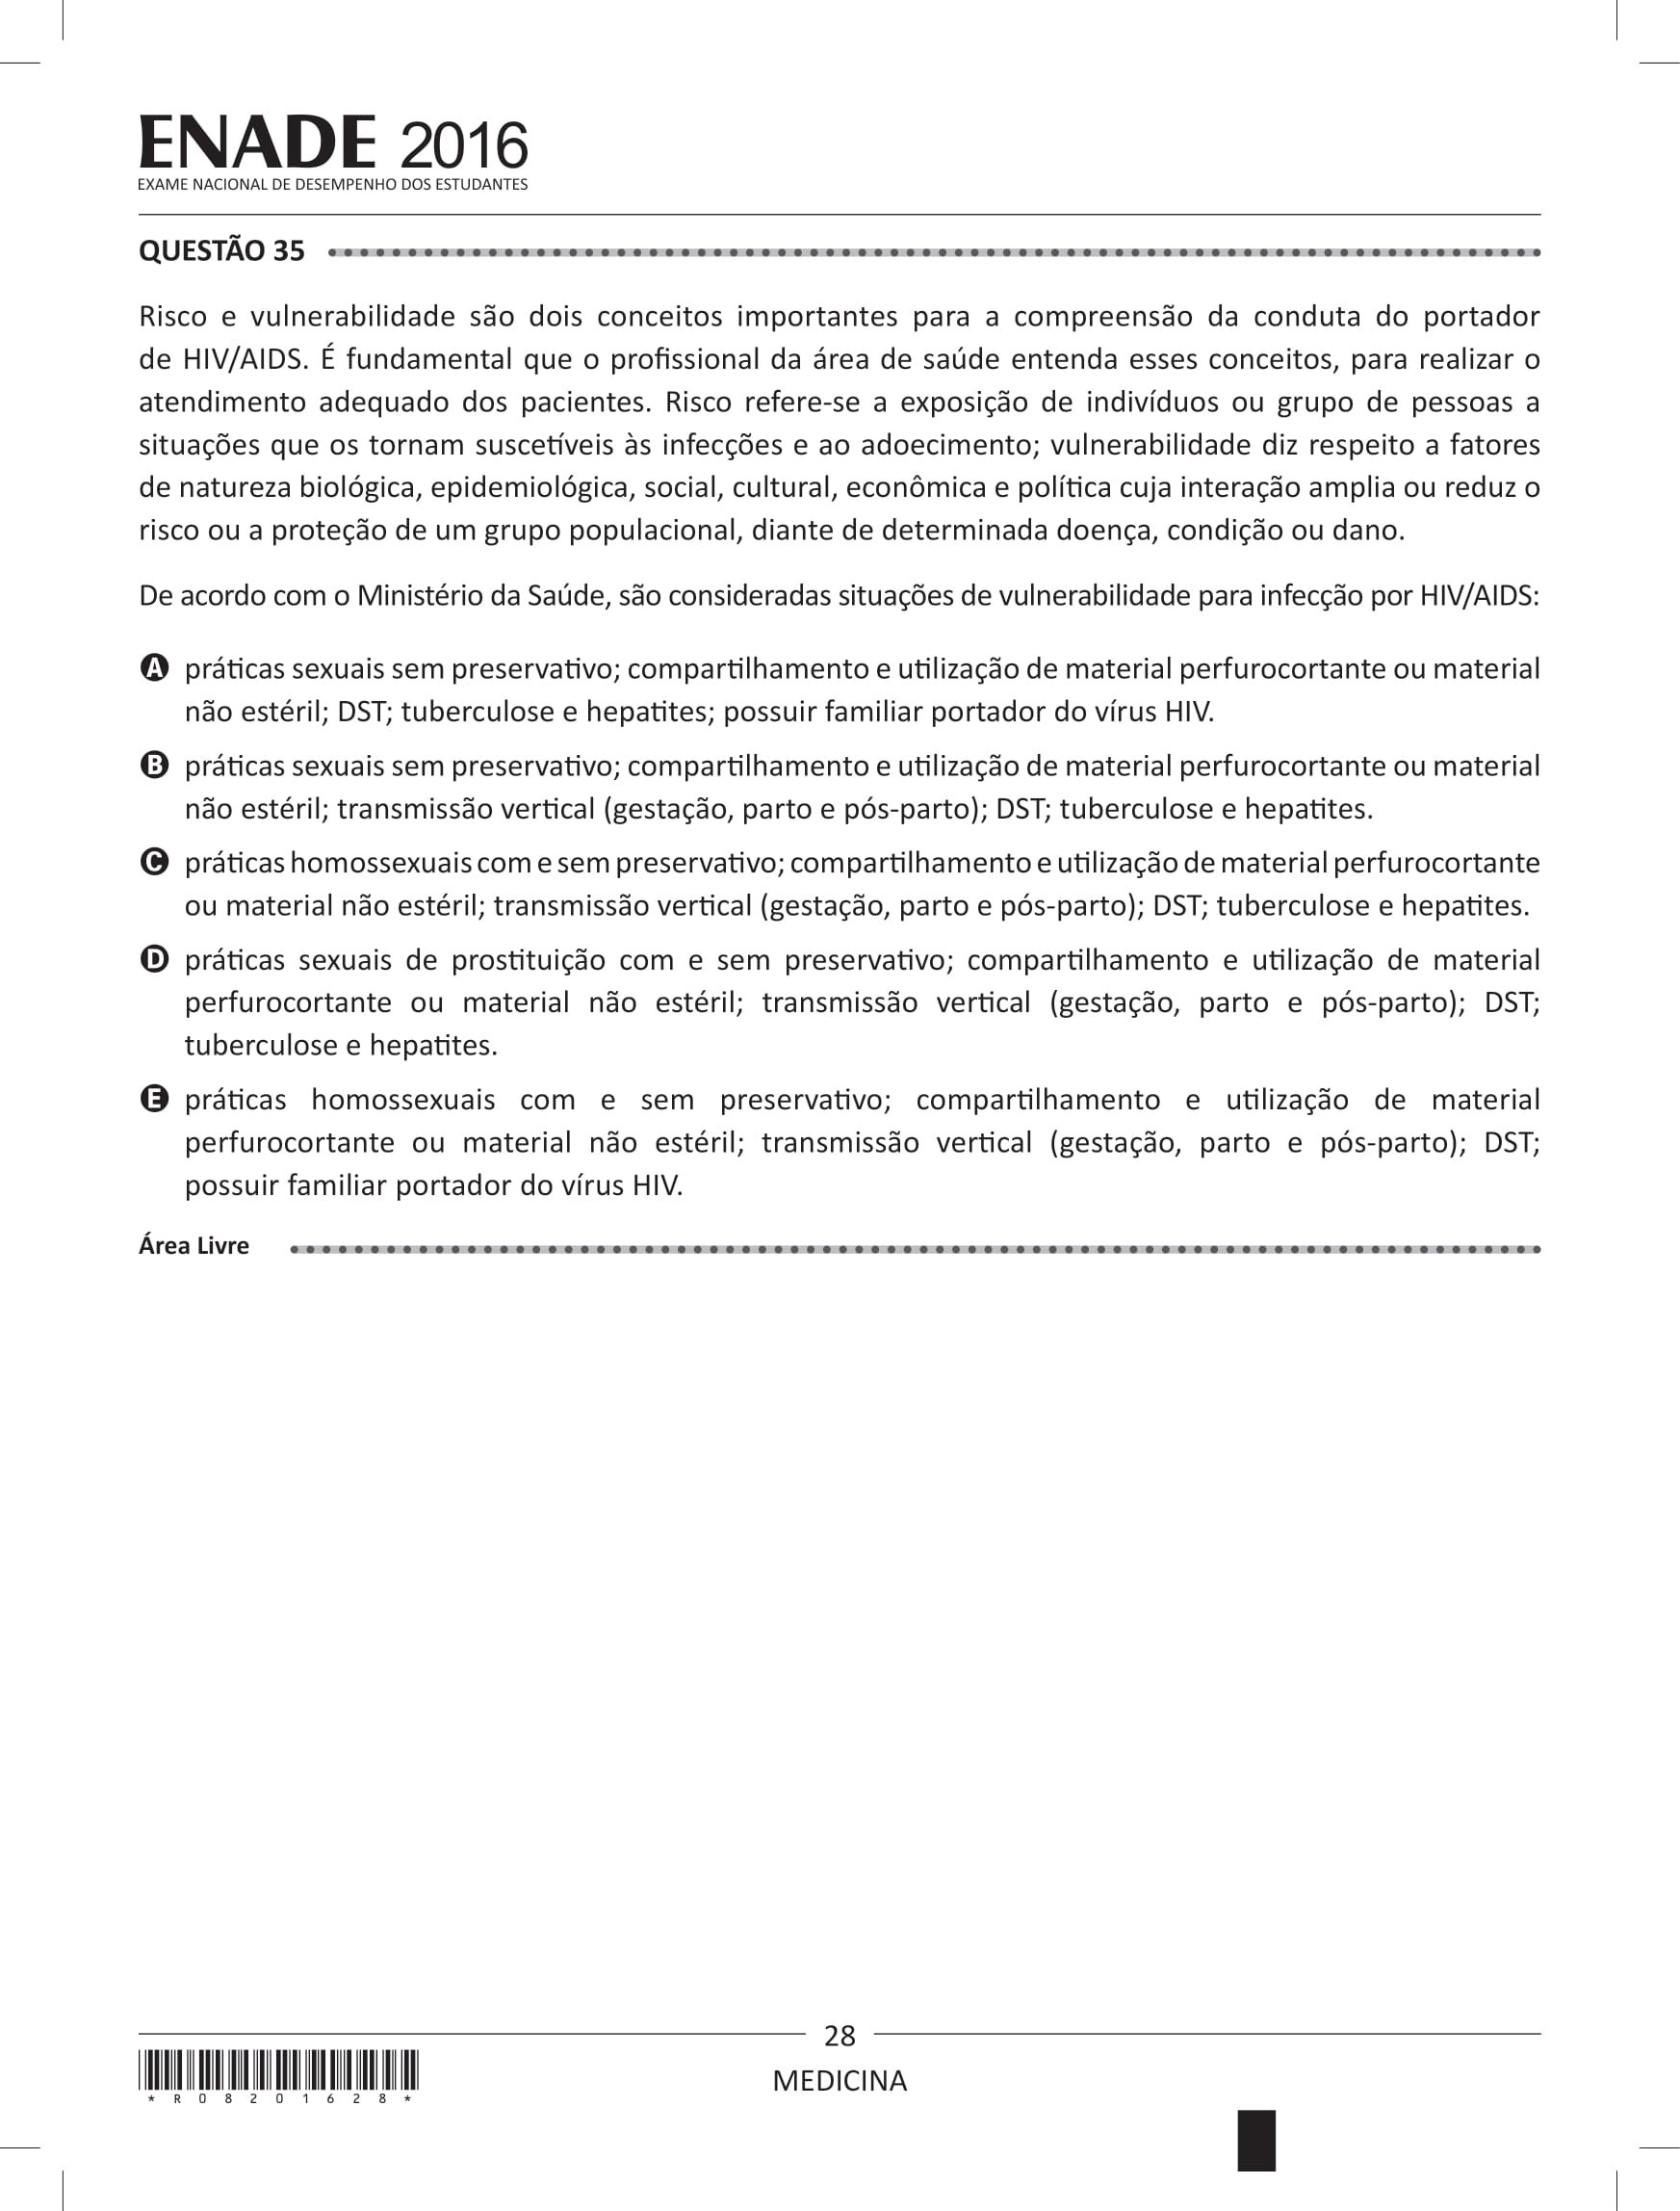 ENADE 2016
EXAME NACIONAL DE DESEMPENHO DOS ESTUDANTES
QUESTÃO 35
Risco e vulnerabilidade são dois conceitos importantes para a compreensão da conduta do portador
de HIV/AIDS. É fundamental que o profissional da área de saúde entenda esses conceitos, para realizar o
atendimento adequado dos pacientes. Risco refere-se a exposição de indivíduos ou grupo de pessoas a
situações que os tornam suscetíveis às infecções e ao adoecimento; vulnerabilidade diz respeito a fatores
de natureza biológica, epidemiológica, social, cultural, econômica e política cuja interação amplia ou reduz o
risco ou a proteção de um grupo populacional, diante de determinada doença, condição ou dano.
De acordo com o Ministério da Saúde, são consideradas situações de vulnerabilidade para infecção por HIV/AIDS:
A práticas sexuais sem preservativo; compartilhamento e utilização de material perfurocortante ou material
não estéril; DST; tuberculose e hepatites; possuir familiar portador do vírus HIV.
B práticas sexuais sem preservativo; compartilhamento e utilização de material perfurocortante ou material
não estéril; transmissão vertical (gestação, parto e pós-parto); DST; tuberculose e hepatites.
C práticas homossexuais com e sem preservativo; compartilhamento e utilização de material perfurocortante
ou material não estéril; transmissão vertical (gestação, parto e pós-parto); DST; tuberculose e hepatites.
D práticas sexuais de prostituição com e sem preservativo; compartilhamento e utilização de material
perfurocortante ou material não estéril; transmissão vertical (gestação, parto e pós-parto); DST;
tuberculose e hepatites.
E práticas homossexuais com e sem preservativo; compartilhamento e utilização de material
perfurocortante ou material não estéril; transmissão vertical (gestação, parto e pós-parto); DST;
possuir familiar portador do vírus HIV.
Área Livre
28
MEDICINA
* R 0 8 2 0 1 6 2 8 *